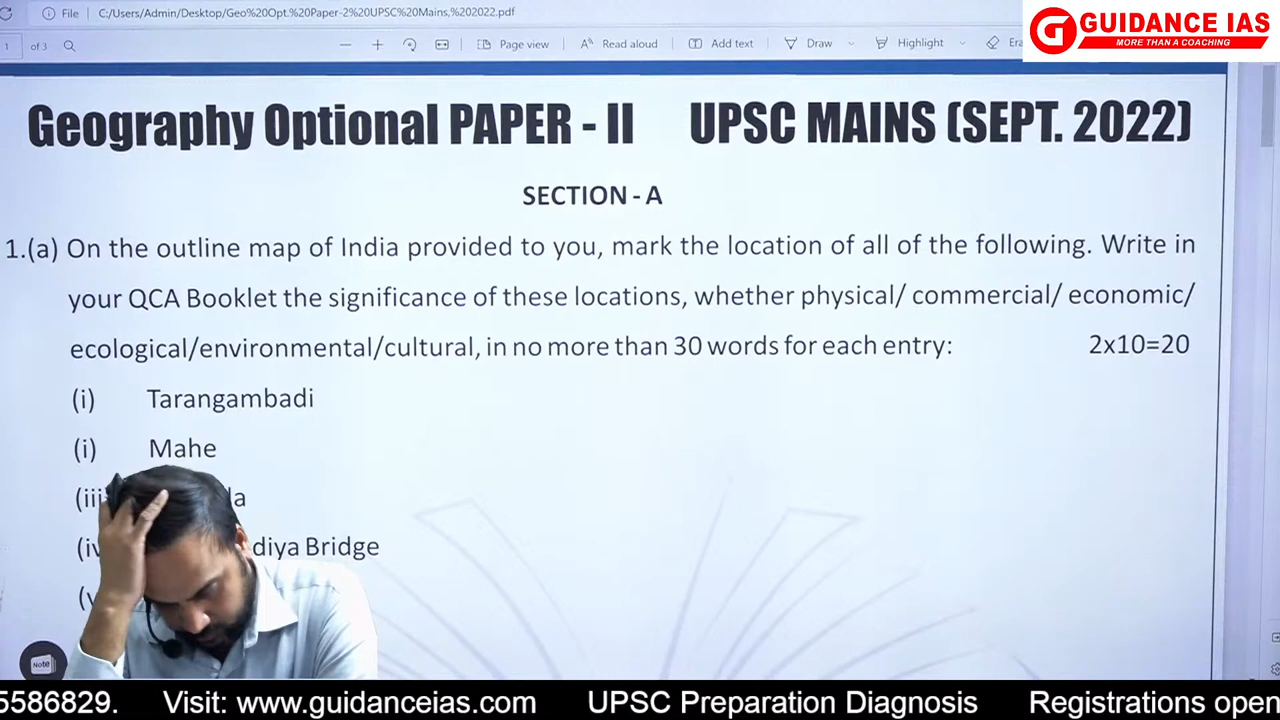 File C:/Users/Admin/Desktop/Geo%20Opt.%20Paper-2%20UPSC%20Mains,%202022.pdf
GUIDANCE IAS
MORE THAN A COACHING
1 of 3 Page view Read aloud Add text Draw Highlight
Geography Optional PAPER - II UPSC MAINS (SEPT. 2022)
SECTION - A
1.(a) On the outline map of India provided to you, mark the location of all of the following. Write in
your QCA Booklet the significance of these locations, whether physical/ commercial/ economic/
ecological/environmental/cultural, in no more than 30 words for each entry: 2x10=20
(i) Tarangambadi
(i) Mahe
Bridge
Note
5586829. Visit: www.guidanceias.com UPSC Preparation Diagnosis Registrations open